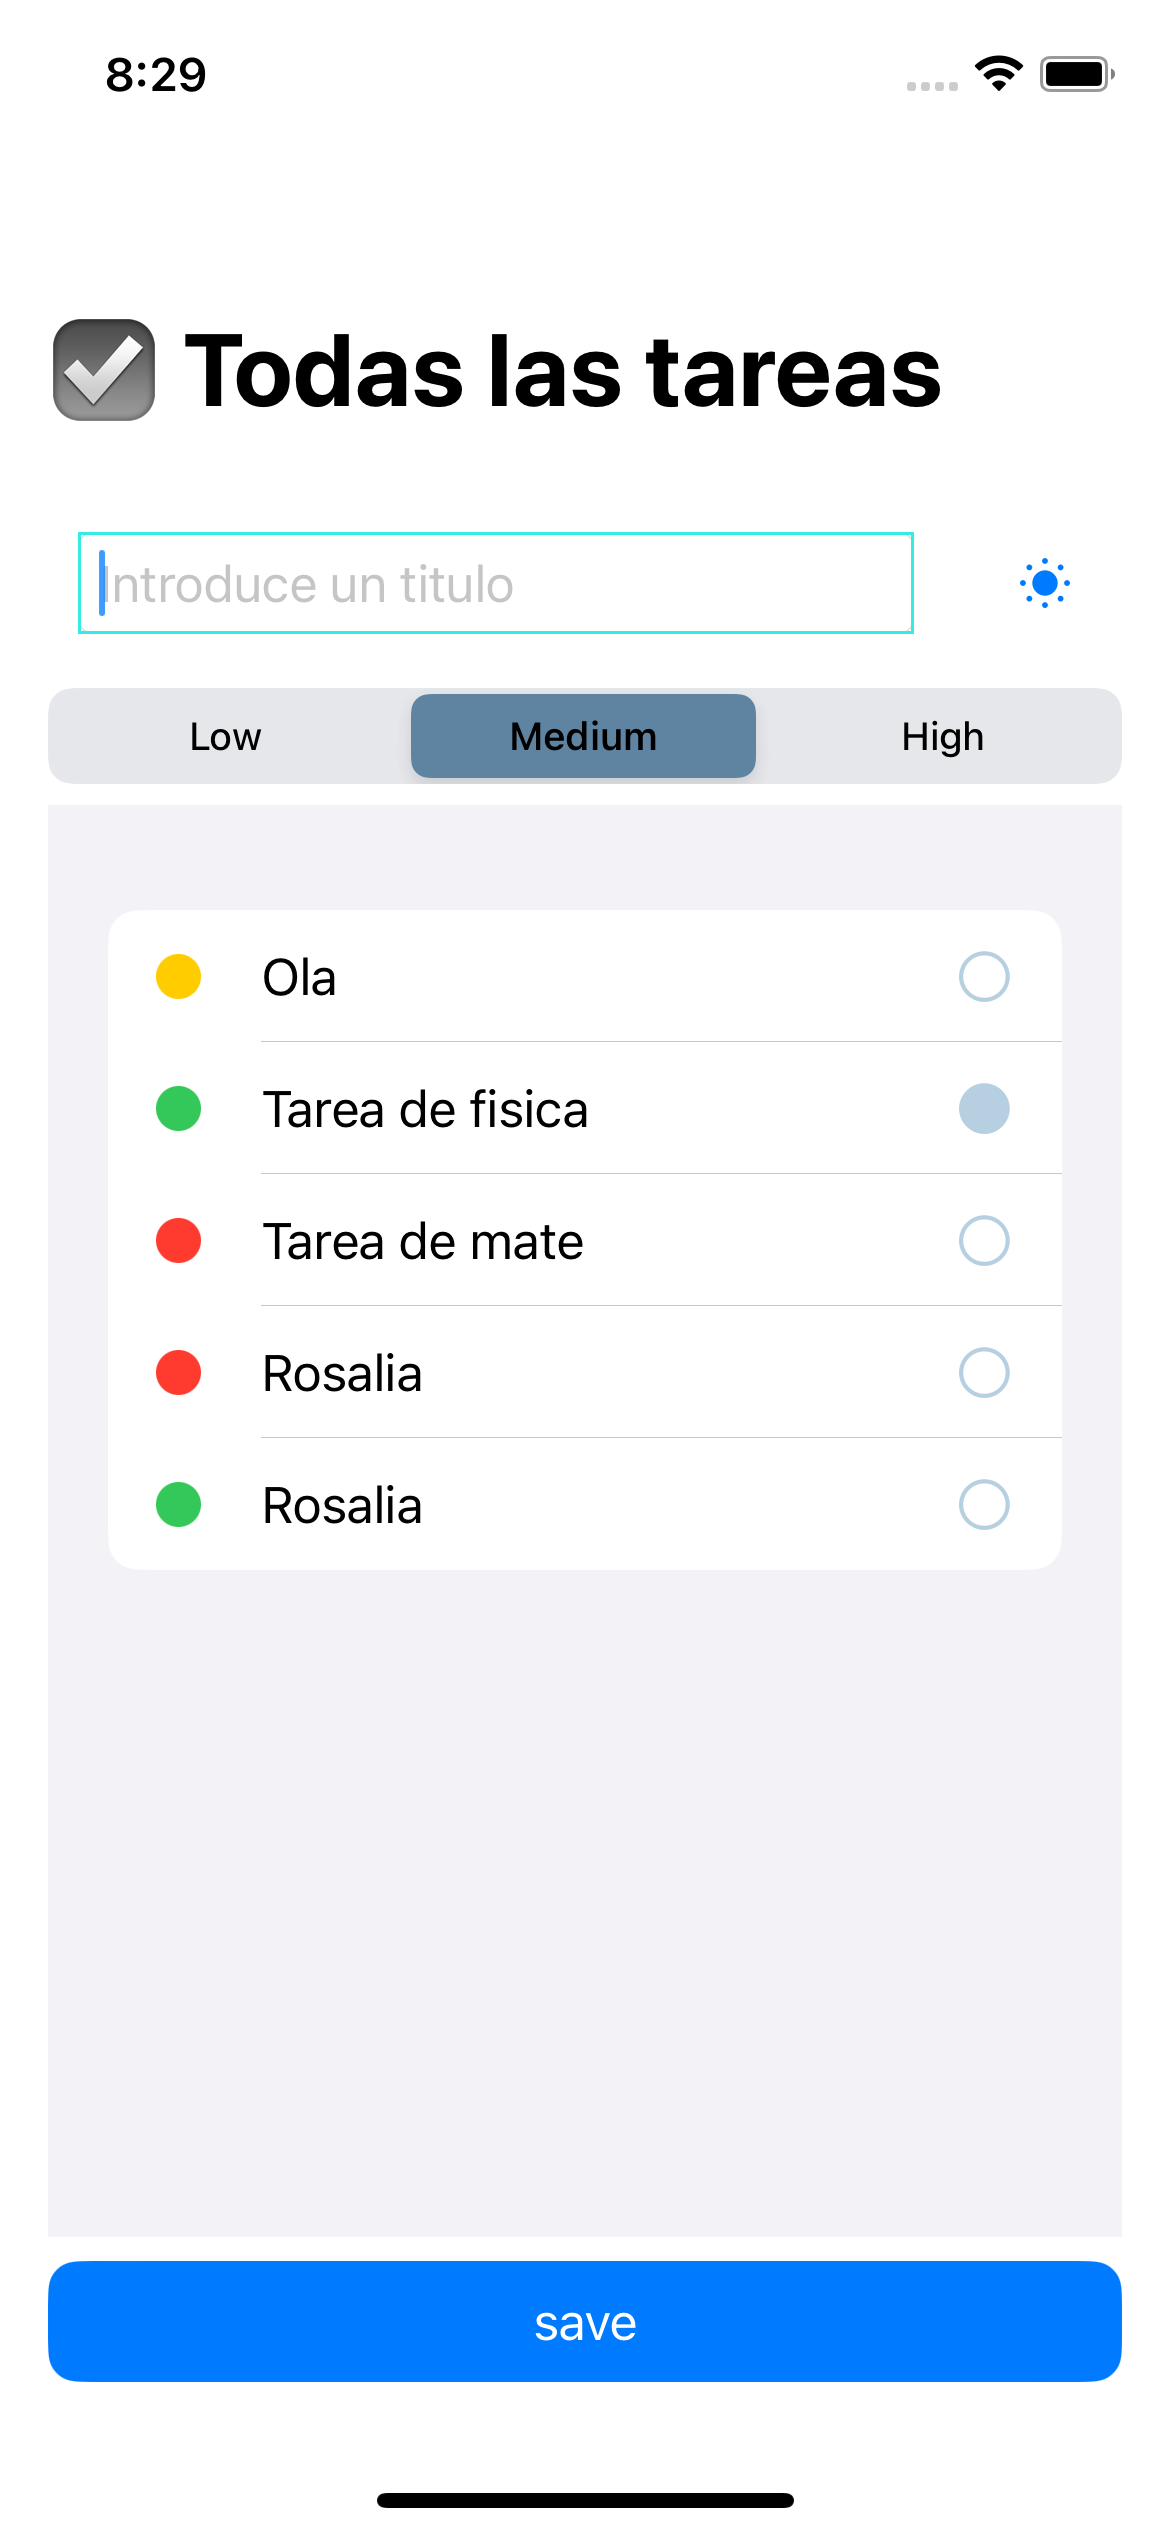 8:29
Todas las tareas
Introduce un titulo
Low Medium High
Ola
Tarea de fisica
Tarea de mate
Rosalia
Rosalia
save